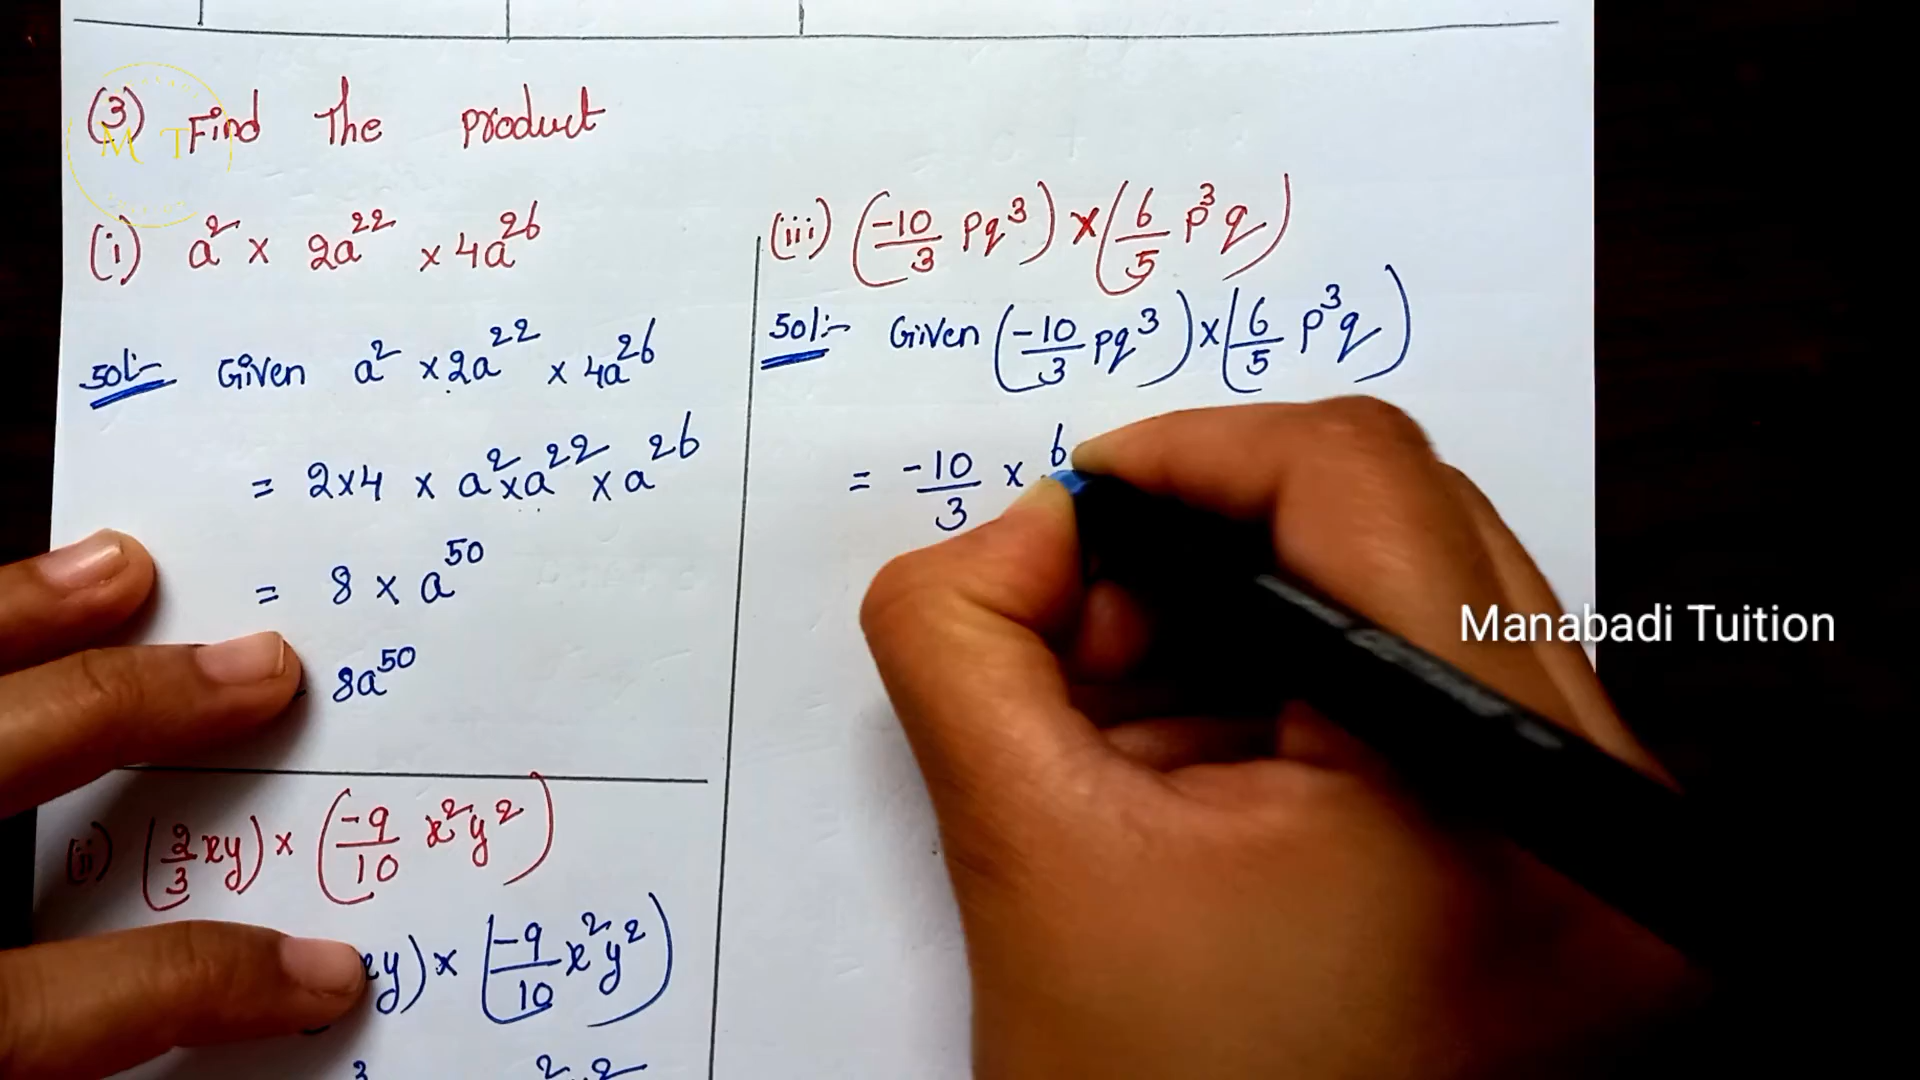 (3) Find The product
M T
(i) a² × 2a²² × 4a²⁶
Sol:- Given a² × 2a²² × 4a²⁶
= 2×4 × a² × a²² × a²⁶
= 8 × a⁵⁰
8a⁵⁰
(ii) (2/3 xy) × (-9/10 x²y²)
xy) × (-9/10 x²y²)
(iii) (-10/3 pq³) × (6/5 p³q)
Sol:- Given (-10/3 pq³) × (6/5 p³q)
= -10/3 × 6
Manabadi Tuition